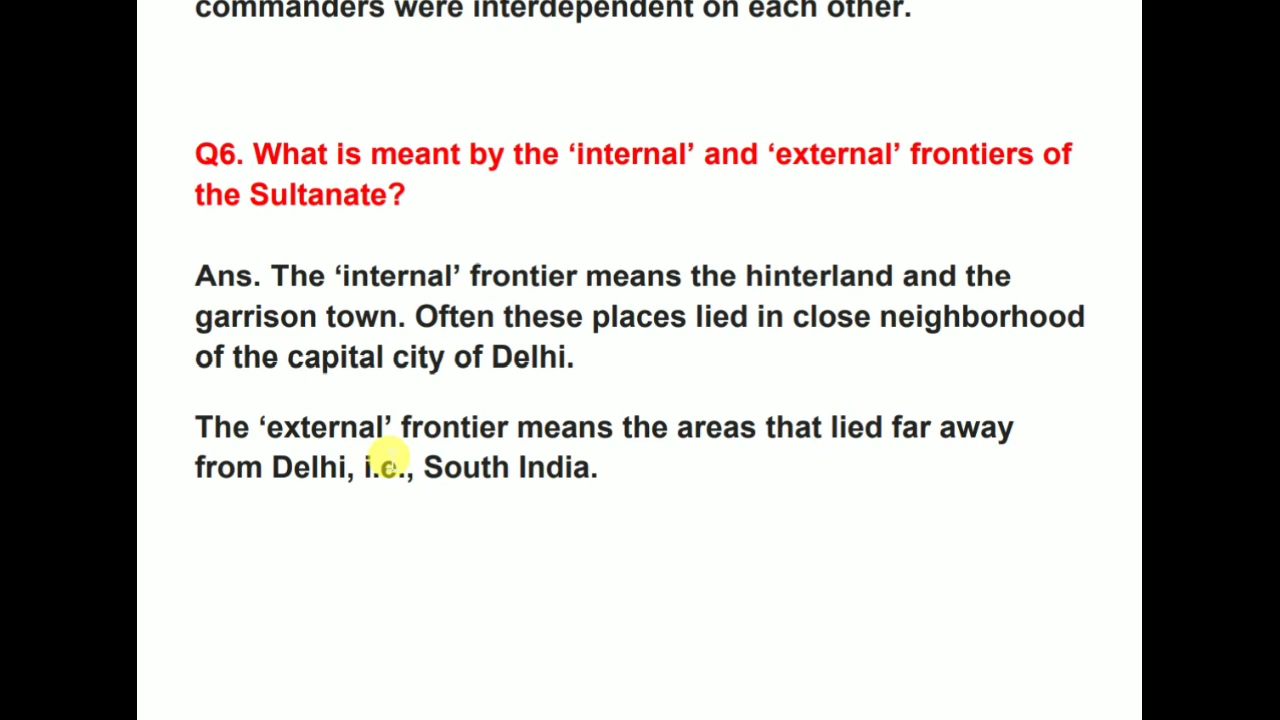 commanders were interdependent on each other.
Q6. What is meant by the ‘internal’ and ‘external’ frontiers of
the Sultanate?
Ans. The ‘internal’ frontier means the hinterland and the
garrison town. Often these places lied in close neighborhood
of the capital city of Delhi.
The ‘external’ frontier means the areas that lied far away
from Delhi, i.e., South India.